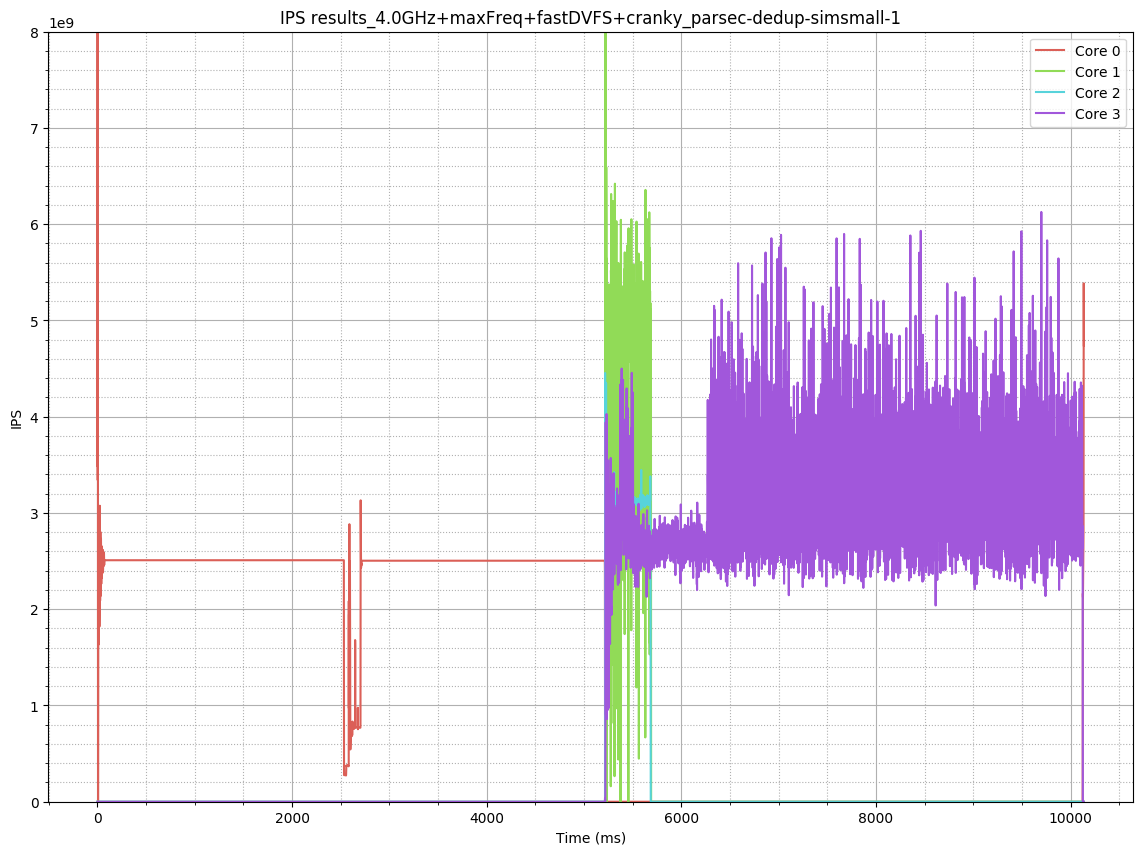 IPS results_4.0GHz+maxFreq+fastDVFS+cranky_parsec-dedup-simsmall-1
1e9
8
7
6
5
4
3
2
1
0
IPS
Core 0
Core 1
Core 2
Core 3
0 2000 4000 6000 8000 10000
Time (ms)